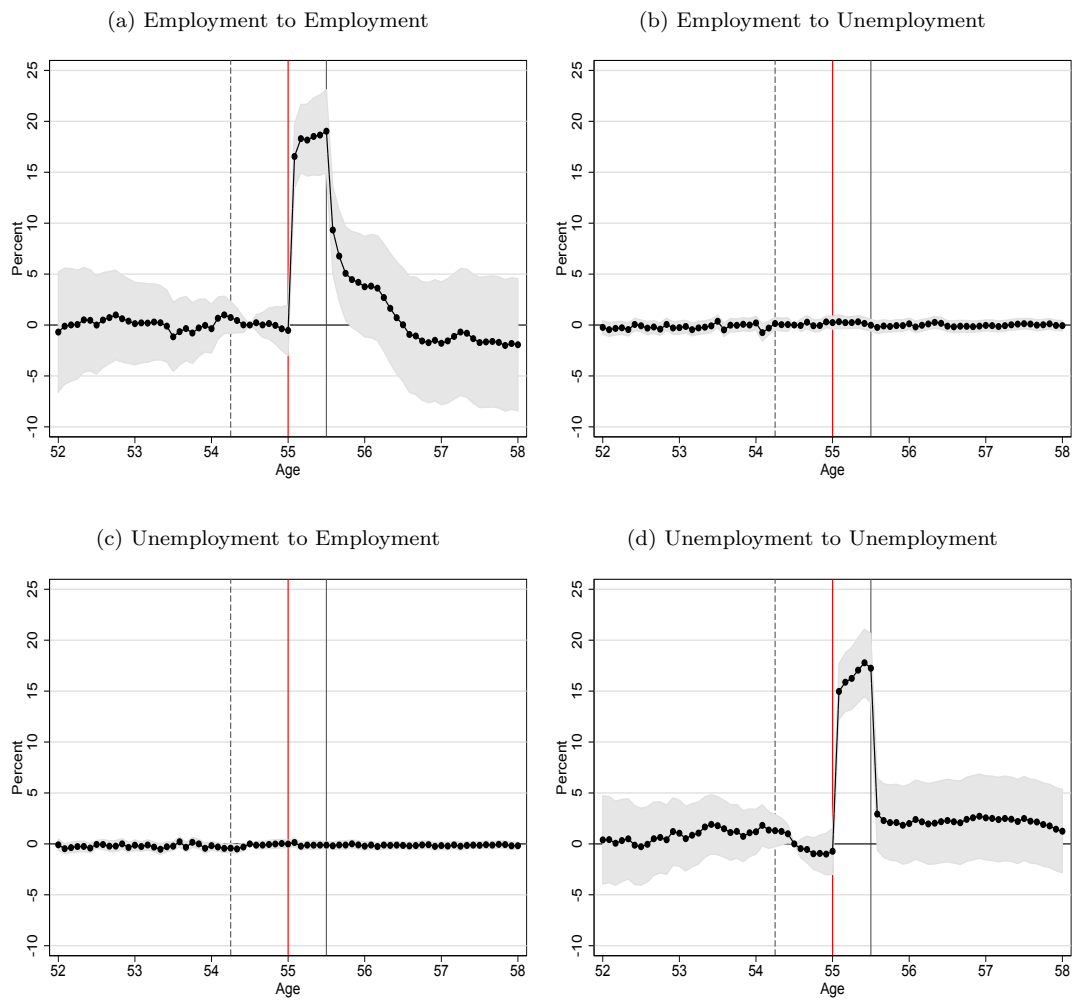 (a) Employment to Employment
(b) Employment to Unemployment
25
20
15
10
5
0
-5
-10
Percent
52 53 54 55 56 57 58
Age
25
20
15
10
5
0
-5
-10
Percent
52 53 54 55 56 57 58
Age
(c) Unemployment to Employment
(d) Unemployment to Unemployment
25
20
15
10
5
0
-5
-10
Percent
52 53 54 55 56 57 58
Age
25
20
15
10
5
0
-5
-10
Percent
52 53 54 55 56 57 58
Age